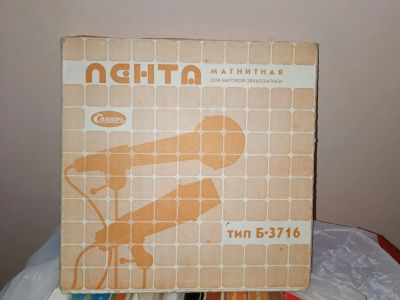 ЛЕНТА
МАГНИТНАЯ
ДЛЯ БЫТОВОЙ ЗВУКОЗАПИСИ
Славич
тип Б-3716